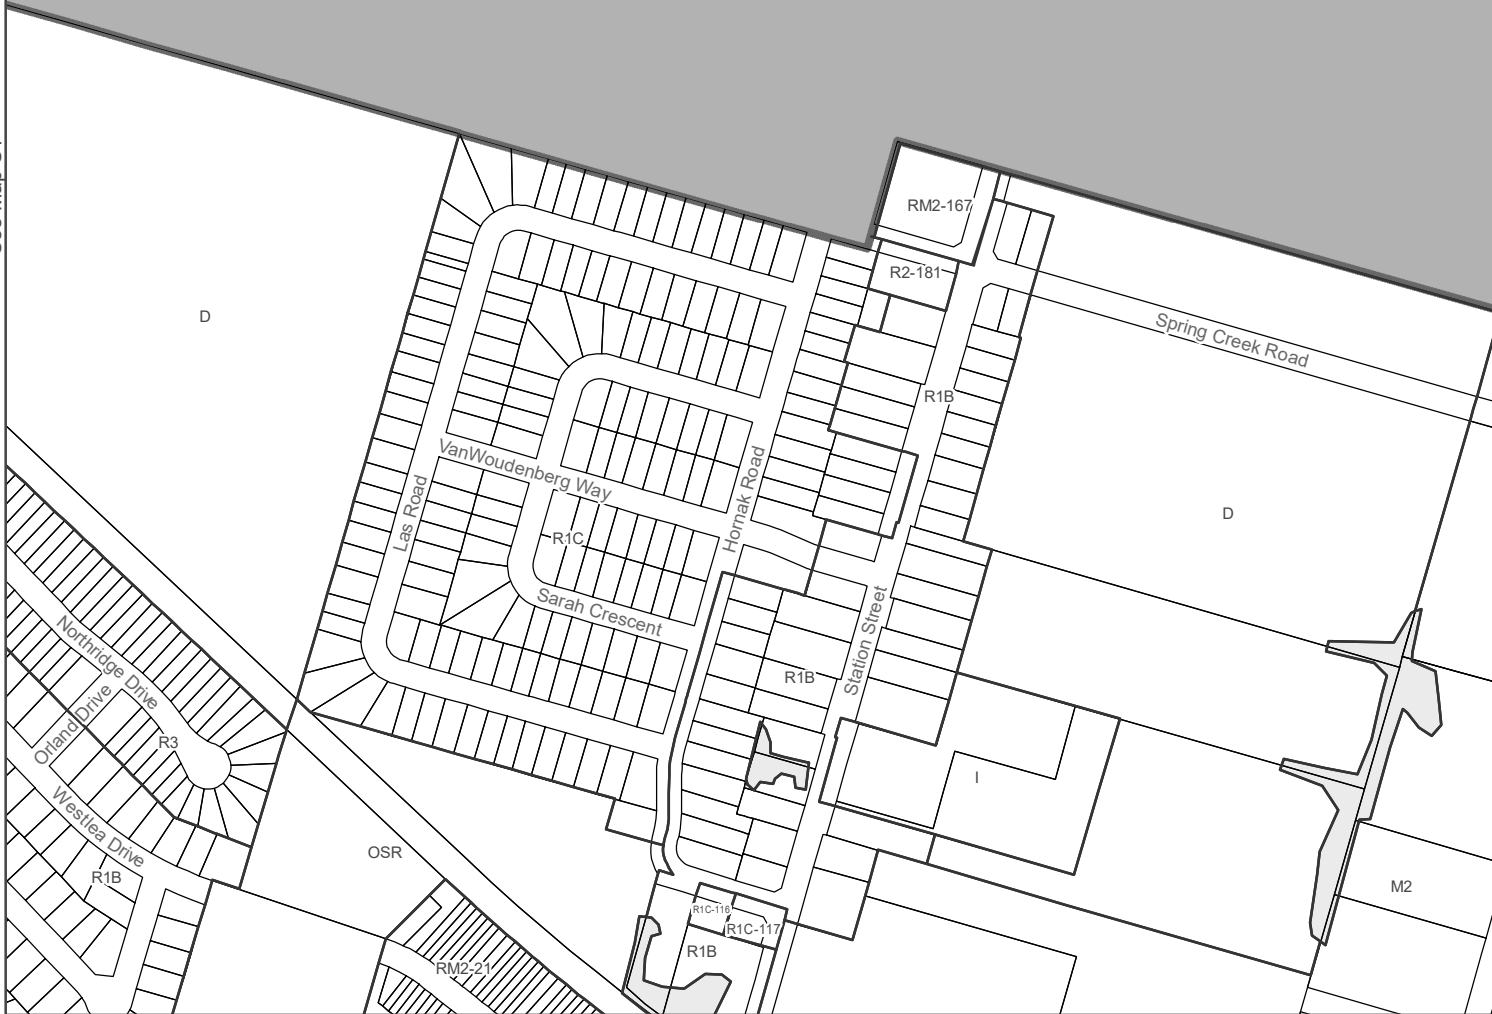 RM2-167
R2-181
D
Spring Creek Road
R1B
VanWoudenberg Way
Hornak Road
Las Road
D
R1C
Sarah Crescent
Station Street
Northridge Drive
R1B
Orland Drive
R3
I
Westlea Drive
OSR
R1B
M2
R1C-116
R1C-117
R1B
RM2-21